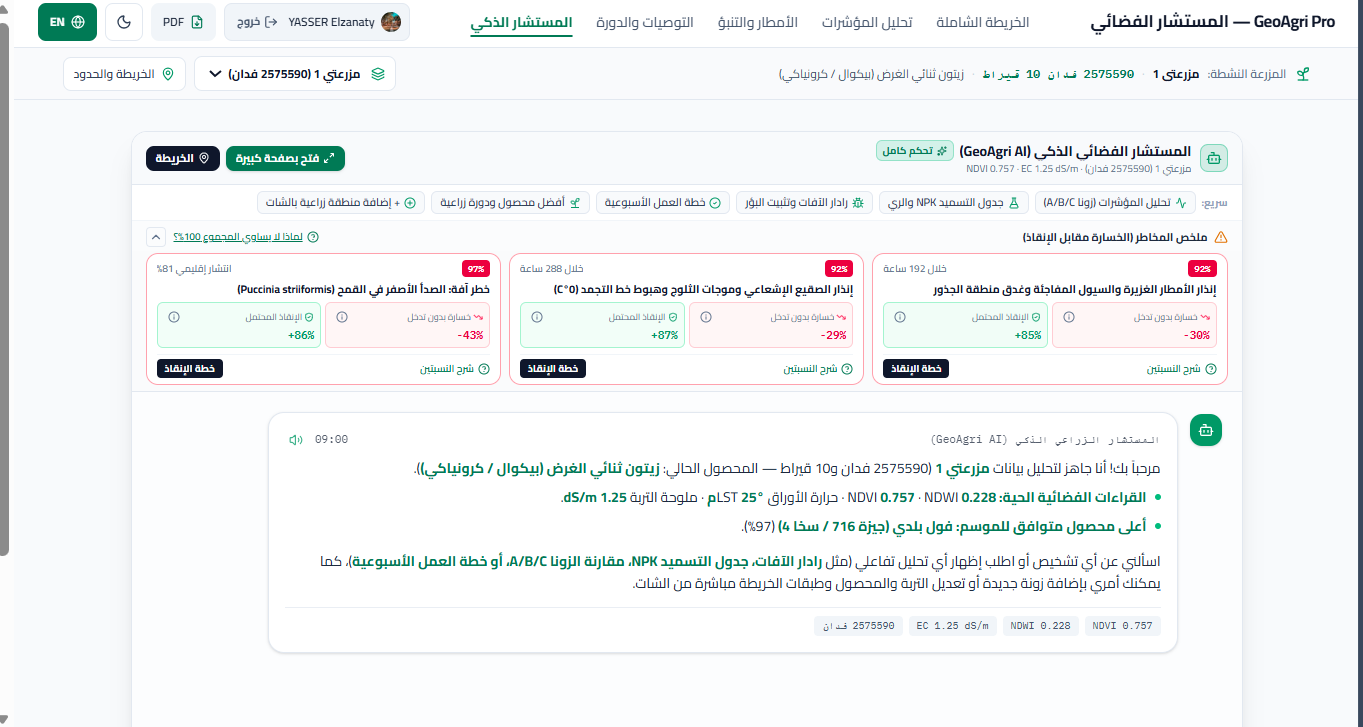 GeoAgri Pro — المستشار الفضائي
الخريطة الشاملة
تحليل المؤشرات
الأمطار والتنبؤ
التوصيات والدورة
المستشار الذكي
YASSER Elzanaty خروج
PDF
EN
المزرعة النشطة: مزرعتي 1 · 2575590 فدان 10 قيراط · زيتون ثنائي الغرض (بيكوال / كرونياكي)
مزرعتي 1 (2575590 فدان)
الخريطة والحدود
المستشار الفضائي الذكي (GeoAgri AI) تحكم كامل
مزرعتي 1 (2575590 فدان) · NDVI 0.757 · EC 1.25 dS/m
فتح بصفحة كبيرة
الخريطة
سريع:
تحليل المؤشرات (زونا A/B/C)
جدول التسميد NPK والري
رادار الآفات وتثبيت البؤر
خطة العمل الأسبوعية
أفضل محصول ودورة زراعية
+ إضافة منطقة زراعية بالشات
ملخص المخاطر (الخسارة مقابل الإنقاذ)
لماذا لا يساوي المجموع 100%؟
92% خلال 192 ساعة
إنذار الأمطار الغزيرة والسيول المفاجئة وغدق منطقة الجذور
خسارة بدون تدخل
-30%
الإنقاذ المحتمل
+85%
شرح النسبتين
خطة الإنقاذ
92% خلال 288 ساعة
إنذار الصقيع الإشعاعي وموجات الثلوج وهبوط خط التجمد (0°C)
خسارة بدون تدخل
-29%
الإنقاذ المحتمل
+87%
شرح النسبتين
خطة الإنقاذ
97% انتشار إقليمي 81%
خطر آفة: الصدأ الأصفر في القمح (Puccinia striiformis)
خسارة بدون تدخل
-43%
الإنقاذ المحتمل
+86%
شرح النسبتين
خطة الإنقاذ
المستشار الزراعي الذكي (GeoAgri AI)
09:00
مرحباً بك! أنا جاهز لتحليل بيانات مزرعتي 1 (2575590 فدان و10 قيراط — المحصول الحالي: زيتون ثنائي الغرض (بيكوال / كرونياكي)).
القراءات الفضائية الحية: NDVI 0.757 · NDWI 0.228 · حرارة الأوراق LST 25°م · ملوحة التربة 1.25 dS/m.
أعلى محصول متوافق للموسم: فول بلدي (جيزة 716 / سخا 4) (97%).
اسألني عن أي تشخيص أو اطلب إظهار أي تحليل تفاعلي (مثل رادار الآفات، جدول التسميد NPK، مقارنة الزونا A/B/C، أو خطة العمل الأسبوعية)، كما
يمكنك أمري بإضافة زونة جديدة أو تعديل التربة والمحصول وطبقات الخريطة مباشرة من الشات.
NDVI 0.757
NDWI 0.228
EC 1.25 dS/m
2575590 فدان